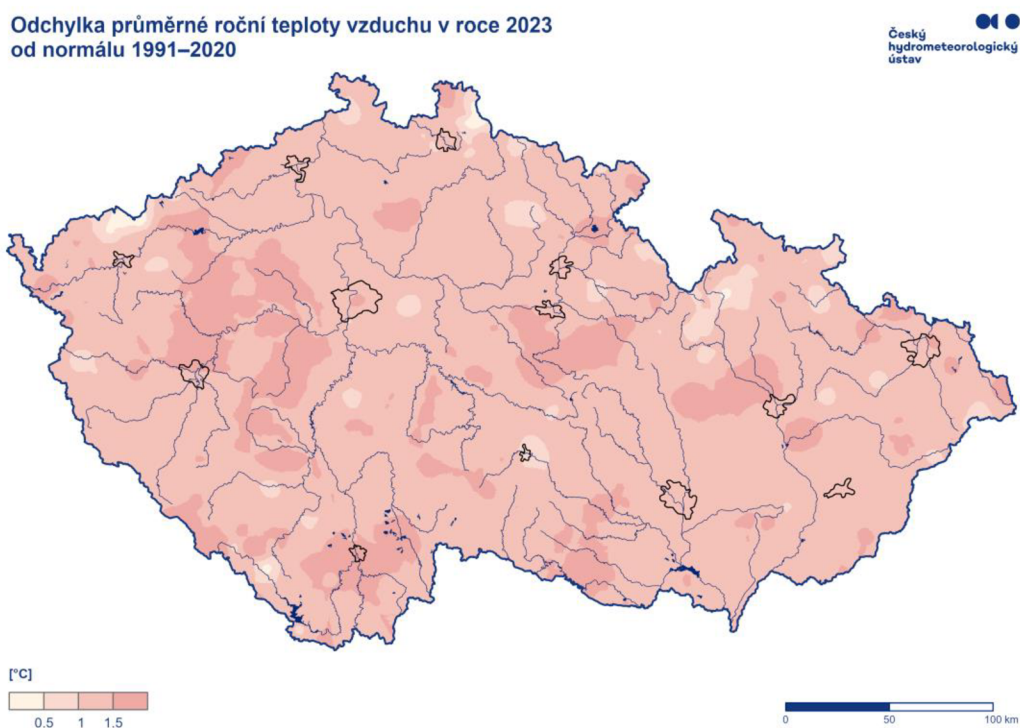 Odchylka průměrné roční teploty vzduchu v roce 2023
od normálu 1991–2020
Český
hydrometeorologický
ústav
[°C]
0.5 1 1.5
0 50 100 km